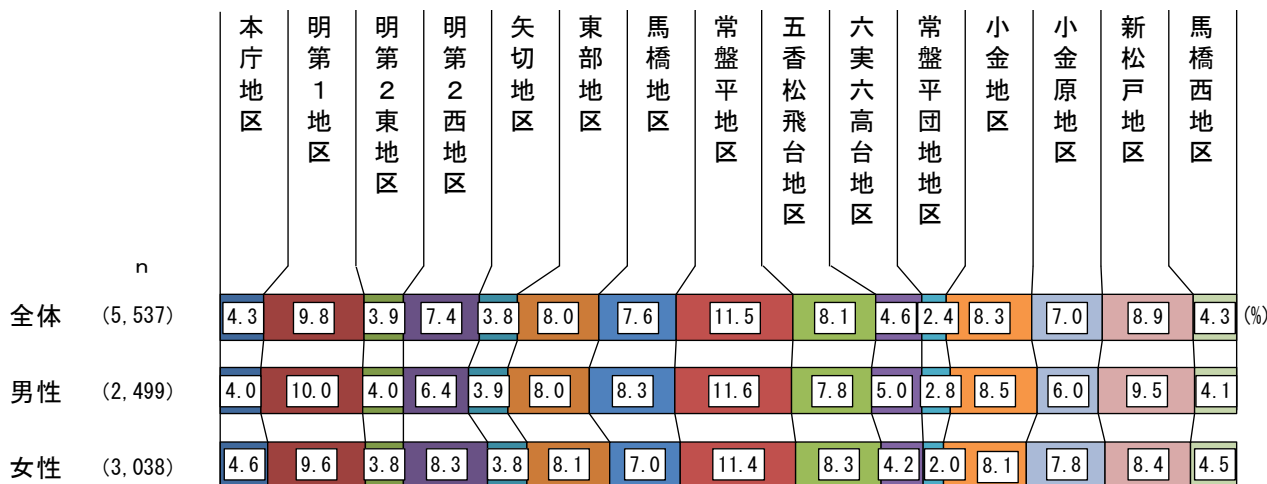 本庁地区
明第1地区
明第2東地区
明第2西地区
矢切地区
東部地区
馬橋地区
常盤平地区
五香松飛台地区
六実六高台地区
常盤平団地地区
小金地区
小金原地区
新松戸地区
馬橋西地区
n
全体 (5,537) 4.3 9.8 3.9 7.4 3.8 8.0 7.6 11.5 8.1 4.6 2.4 8.3 7.0 8.9 4.3 (%)
男性 (2,499) 4.0 10.0 4.0 6.4 3.9 8.0 8.3 11.6 7.8 5.0 2.8 8.5 6.0 9.5 4.1
女性 (3,038) 4.6 9.6 3.8 8.3 3.8 8.1 7.0 11.4 8.3 4.2 2.0 8.1 7.8 8.4 4.5